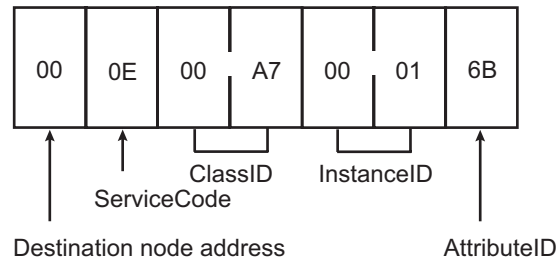 00 0E 00 A7 00 01 6B
ClassID InstanceID
ServiceCode
Destination node address AttributeID